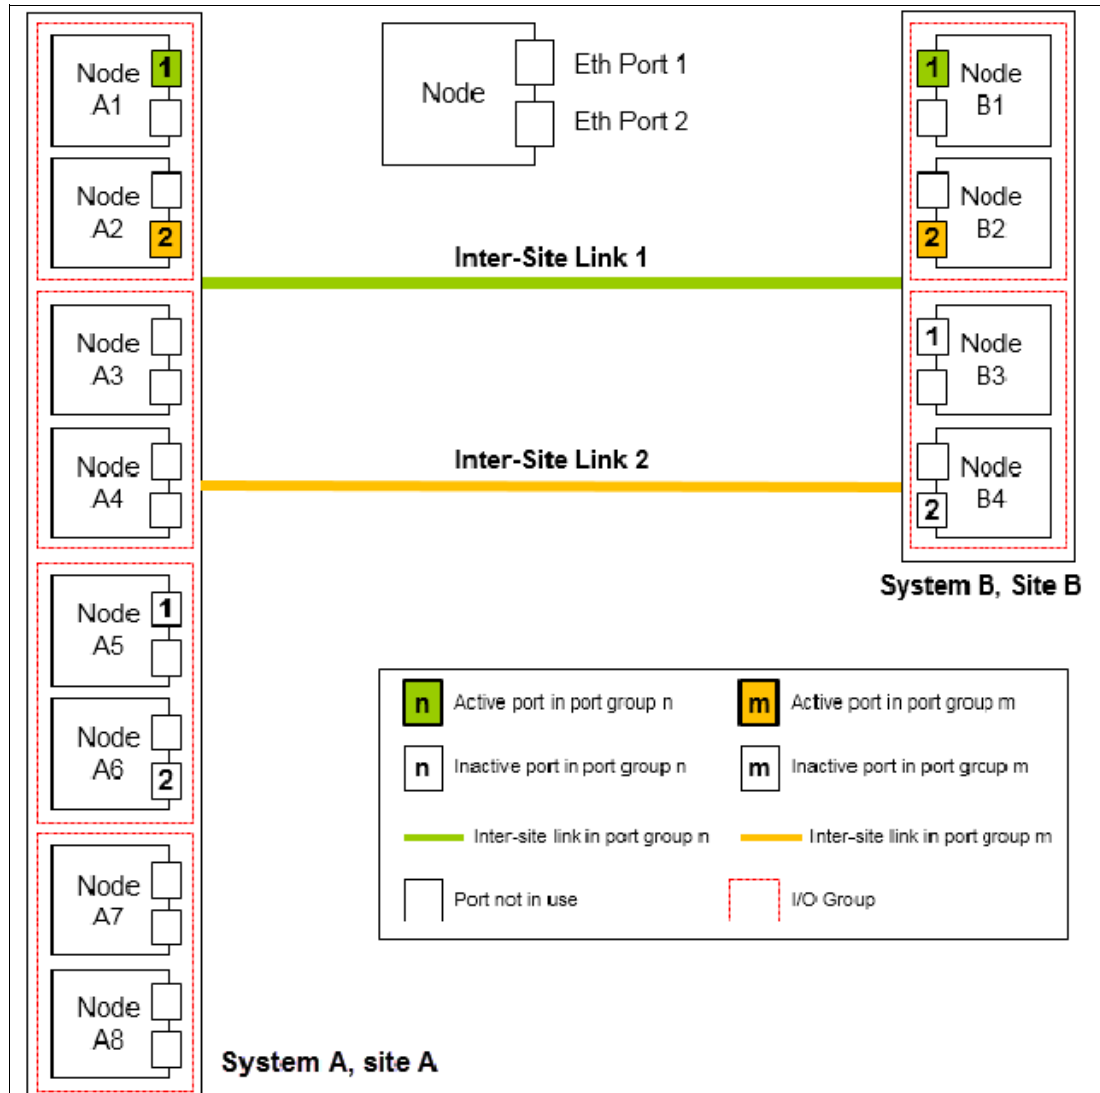 Node
A1
1
Node
A2
2
Node
A3
Node
A4
Node
A5
1
Node
A6
2
Node
A7
Node
A8
System A, site A
Node
Eth Port 1
Eth Port 2
Inter-Site Link 1
Inter-Site Link 2
1
Node
B1
2
Node
B2
1
Node
B3
2
Node
B4
System B, Site B
n Active port in port group n
m Active port in port group m
n Inactive port in port group n
m Inactive port in port group m
Inter-site link in port group n
Inter-site link in port group m
Port not in use
I/O Group